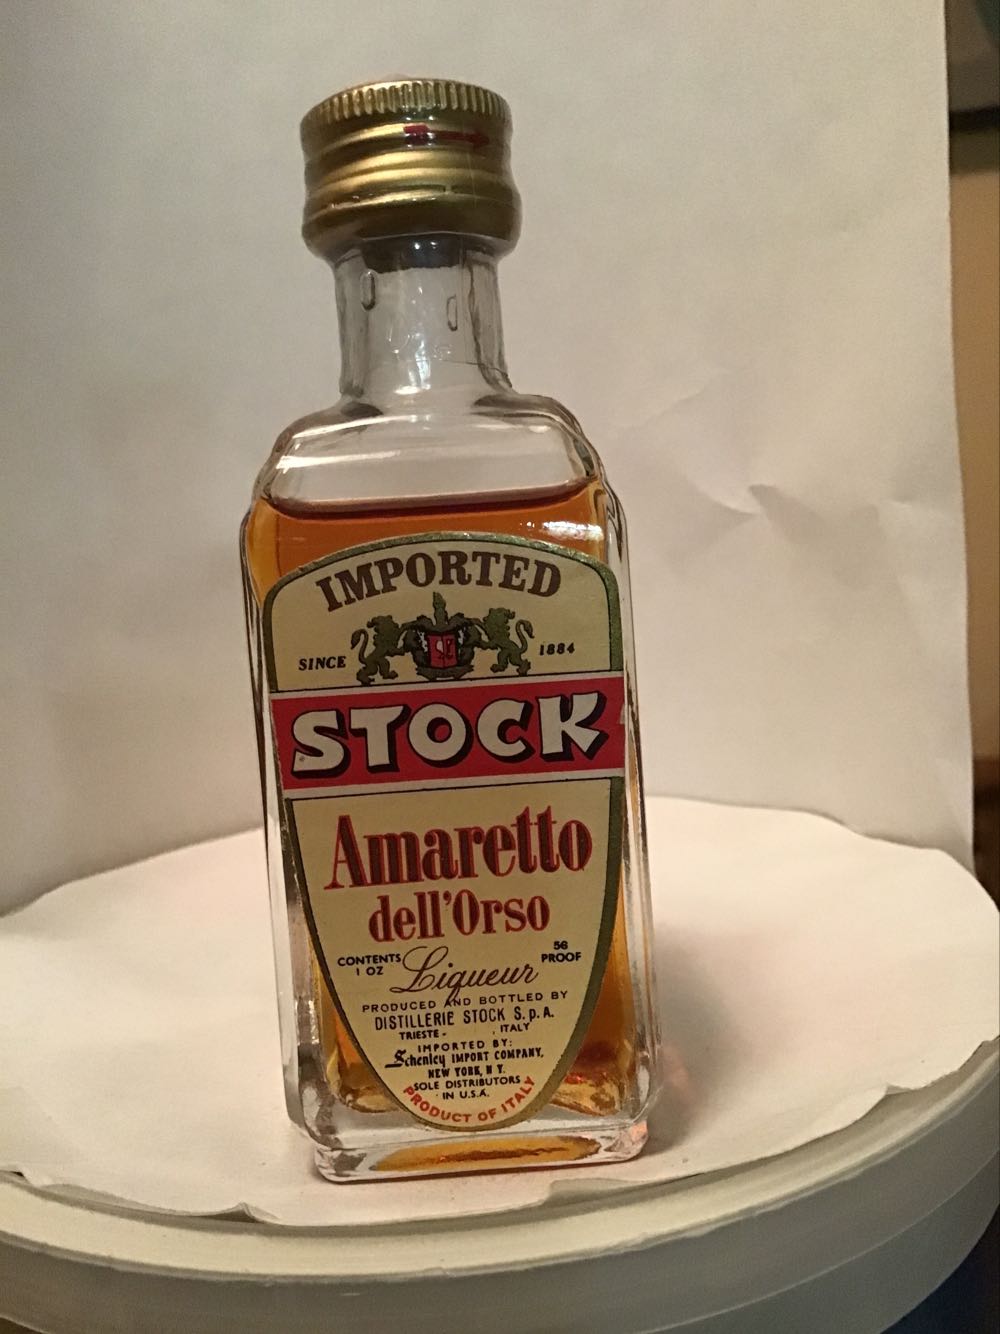 IMPORTED
SINCE 1884
STOCK
Amaretto
dell'Orso
CONTENTS
1 OZ
Liqueur
56
PROOF
PRODUCED AND BOTTLED BY
DISTILLERIE STOCK S.p.A.
TRIESTE - , ITALY
IMPORTED BY:
Schenley IMPORT COMPANY,
NEW YORK, N Y.
SOLE DISTRIBUTORS
IN U.S.A.
PRODUCT OF ITALY